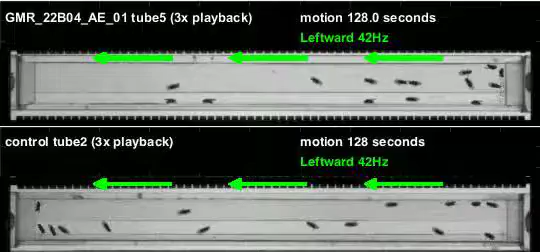 GMR_22B04_AE_01 tube5 (3x playback)
motion 128.0 seconds
Leftward 42Hz
control tube2 (3x playback)
motion 128 seconds
Leftward 42Hz